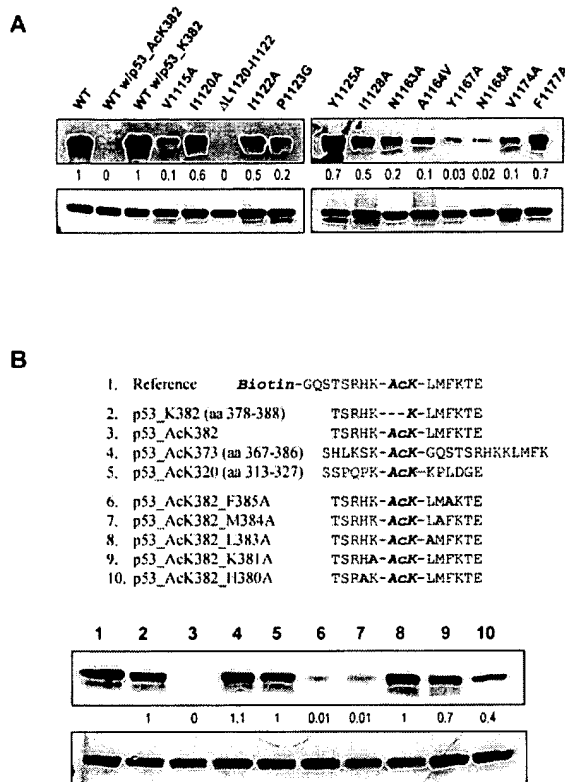 A
WT
WT w/p53_AcK382
WT w/p53_K382
V1115A
I1120A
ΔL1120-I1122
I1122A
P1123G
Y1125A
I1128A
N1163A
A1164V
Y1167A
N1168A
V1174A
F1177A
1 0 1 0.1 0.6 0 0.5 0.2
0.7 0.5 0.2 0.1 0.03 0.02 0.1 0.7
B
1. Reference Biotin-GQSTSRHK-AcK-LMFKTE
2. p53_K382 (aa 378-388) TSRHK---K-LMFKTE
3. p53_AcK382 TSRHK-AcK-LMFKTE
4. p53_AcK373 (aa 367-386) SHLKSK-AcK-GQSTSRHKKLMFK
5. p53_AcK320 (aa 313-327) SSPQPK-AcK-KPLDGE
6. p53_AcK382_F385A TSRHK-AcK-LMAKTE
7. p53_AcK382_M384A TSRHK-AcK-LAFKTE
8. p53_AcK382_L383A TSRHK-AcK-AMFKTE
9. p53_AcK382_K381A TSRHA-AcK-LMFKTE
10. p53_AcK382_H380A TSRAK-AcK-LMFKTE
1 2 3 4 5 6 7 8 9 10
1 0 1.1 1 0.01 0.01 1 0.7 0.4